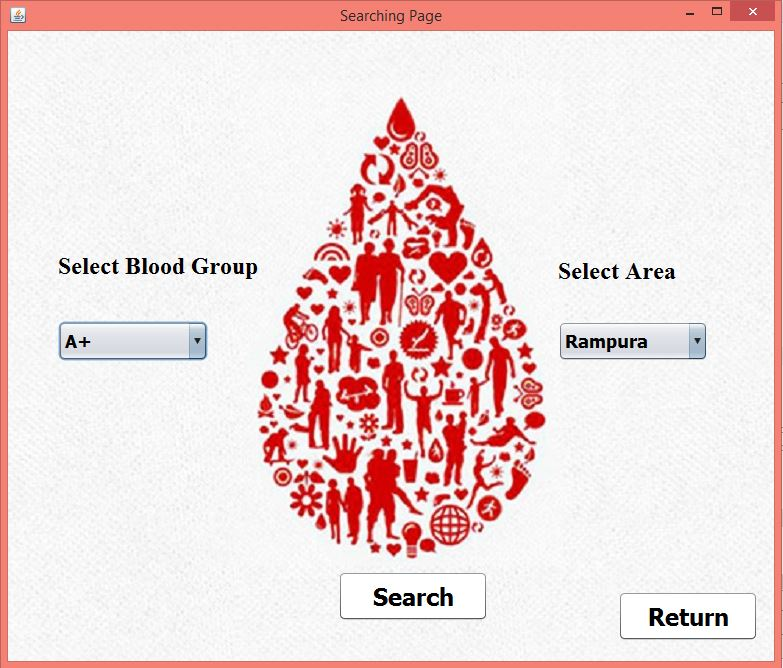 Searching Page
Select Blood Group
Select Area
A+
Rampura
Search
Return